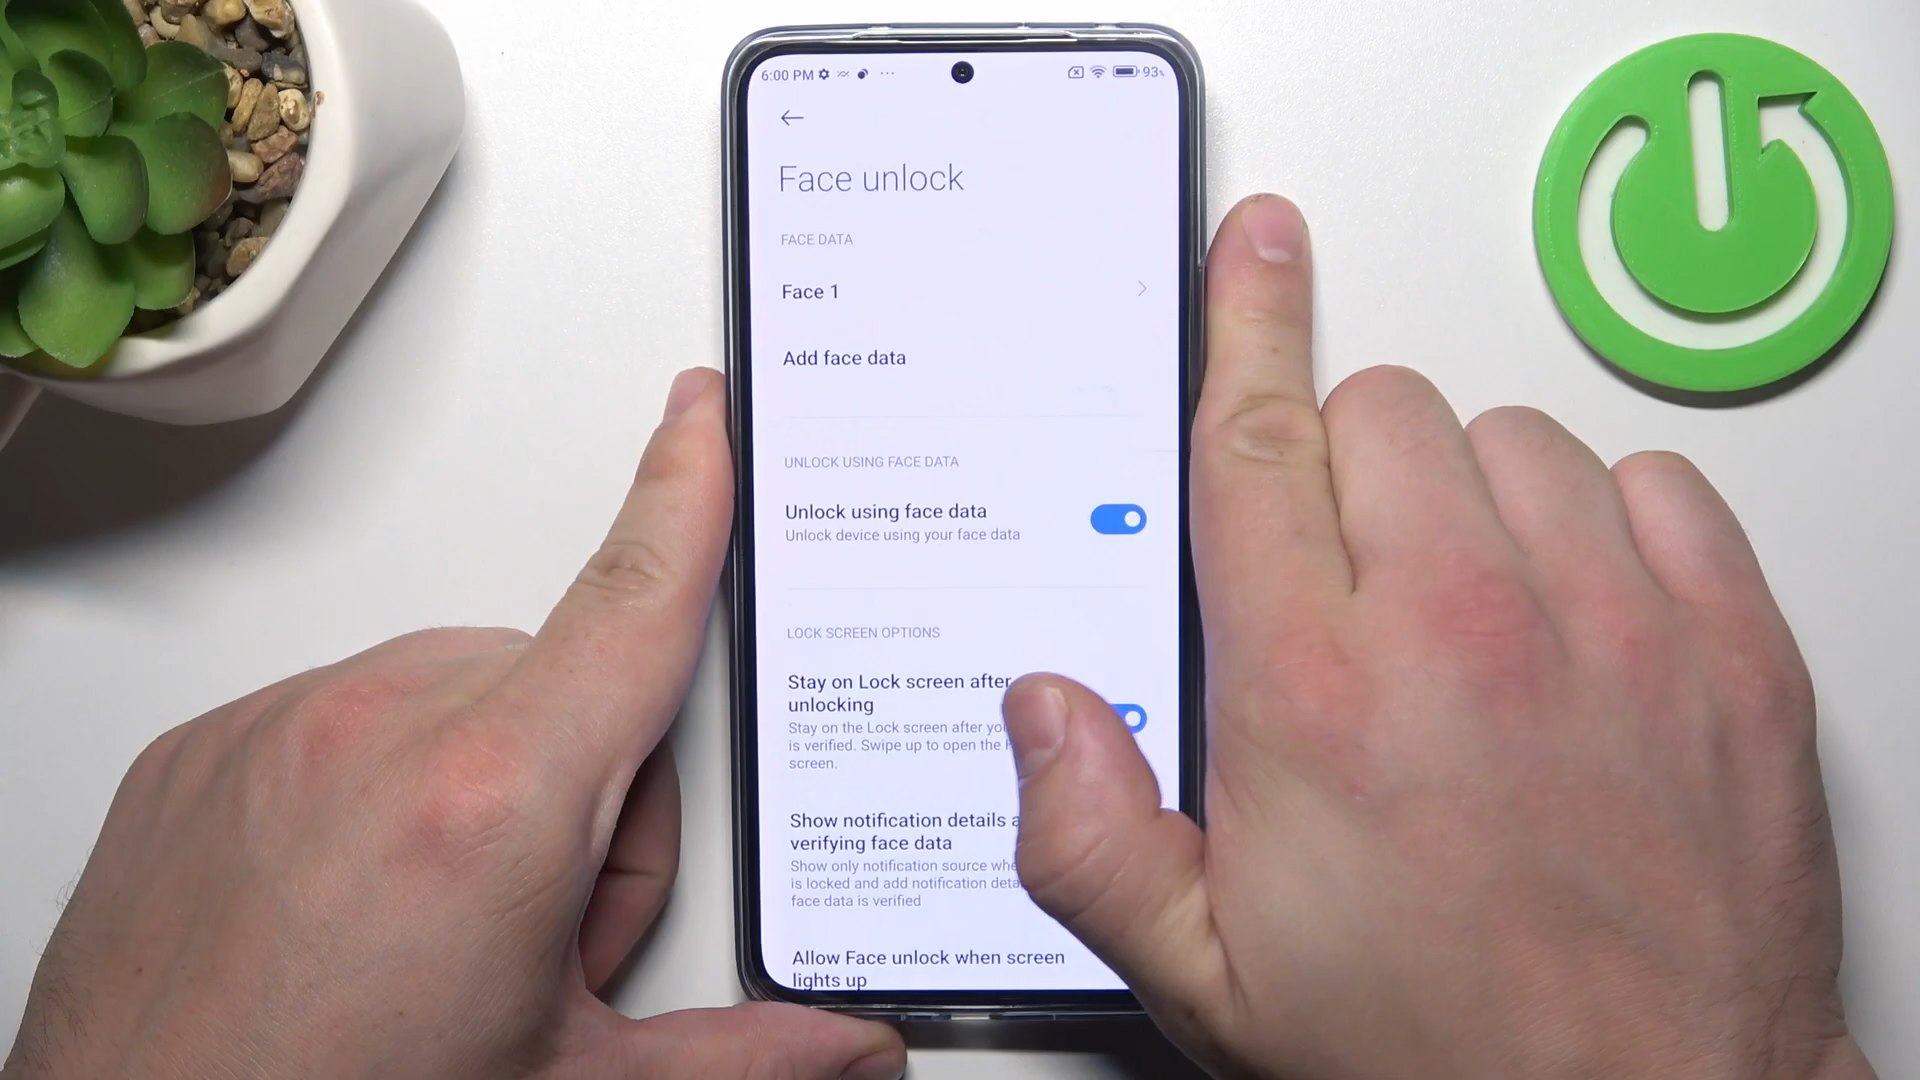 6:00 PM 93%
Face unlock
FACE DATA
Face 1
Add face data
UNLOCK USING FACE DATA
Unlock using face data
Unlock device using your face data
LOCK SCREEN OPTIONS
Stay on Lock screen after
unlocking
Stay on the Lock screen after
is verified. Swipe up to open the
screen.
Show notification details
verifying face data
Show only notification source
is locked and add notification
face data is verified
Allow Face unlock when screen
lights up